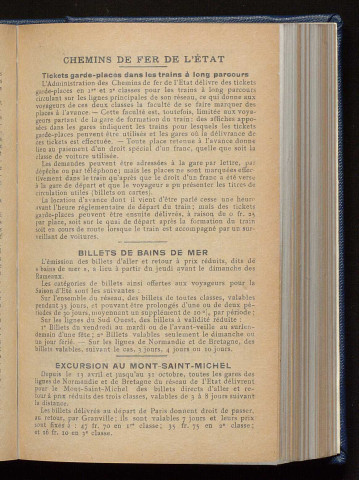 CHEMINS DE FER DE L'ÉTAT
Tickets garde-places dans les trains à long parcours
L'Administration des Chemins de fer de l'État délivre des tickets
garde-places en 1re et 2e classes pour les trains à long parcours
circulant sur les lignes principales de son réseau, ce qui donne aux
voyageurs de ces deux classes la faculté de se faire marquer des
places à l'avance. — Cette faculté est, toutefois, limitée aux voya-
geurs partant de la gare de formation du train; des affiches appo-
sées dans les gares indiquent les trains pour lesquels les tickets
garde-places peuvent être utilisés et les gares où la délivrance de
ces tickets est effectuée. — Toute place retenue à l'avance donne
lieu au paiement d'un droit spécial d'un franc, quelle que soit la
classe de voiture utilisée.
Les demandes peuvent être adressées à la gare par lettre, par
dépêche ou par téléphone; mais les places ne sont marquées effec-
tivement dans le train qu'après que le droit d'un franc a été versé
à la gare de départ et que le voyageur a pu présenter les titres de
circulation utiles (billets ou cartes).
La location d'avance dont il vient d'être parlé cesse une heure
avant l'heure réglementaire de départ du train; mais des tickets
garde-places peuvent être ensuite délivrés, à raison de 0 fr. 25
par place, soit sur le quai de départ après la formation du train
soit en cours de route lorsque le train est accompagné par un sur-
veillant de voitures.
BILLETS DE BAINS DE MER
L'émission des billets d'aller et retour à prix réduits, dits de
« bains de mer », a lieu à partir du jeudi avant le dimanche des
Rameaux.
Les catégories de billets ainsi offertes aux voyageurs pour la
Saison d'Été sont les suivantes :
Sur l'ensemble du réseau, des billets de toutes classes, valables
pendant 33 jours, et pouvant être prolongés d'une ou de deux pé-
riodes de 30 jours, moyennant un supplément de 10 %, par période;
Sur les lignes du Sud Ouest, des billets à validité réduite :
1° Billets du vendredi au mardi ou de l'avant-veille au surlen-
demain d'une fête; 2° Billets valables seulement le dimanche ou
un jour férié. — Sur les lignes de Normandie et de Bretagne, des
billets valables, suivant le cas, 3 jours, 4 jours ou 10 jours.
EXCURSION AU MONT-SAINT-MICHEL
Depuis le 15 avril et jusqu'au 31 octobre, toutes les gares des
lignes de Normandie et de Bretagne du réseau de l'État délivrent
pour le Mont-Saint-Michel des billets directs d'aller et re-
tour à prix réduits des trois classes, valables de 3 à 8 jours suivant
la distance.
Les billets délivrés au départ de Paris donnent droit de passer,
au retour, par Granville; ils sont valables 7 jours et leurs prix
sont fixés à : 47 fr. 70 en 1re classe; 35 fr. 75 en 2e classe;
et 26 fr. 10 en 3e classe.